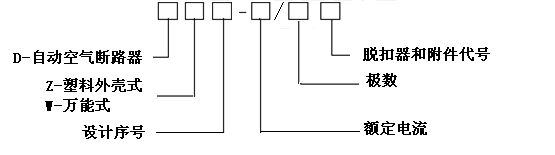 □□□-□/□□
D-自动空气断路器
Z-塑料外壳式
W-万能式
设计序号
脱扣器和附件代号
极数
额定电流